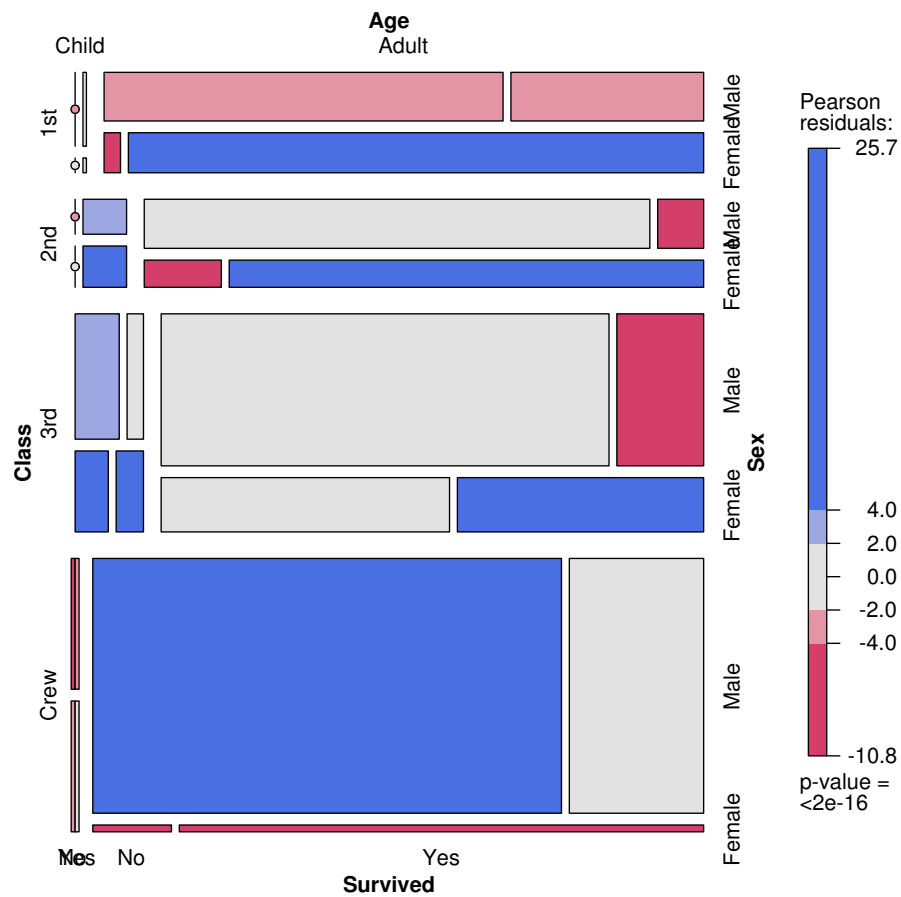 Age
Child Adult
1st
2nd
3rd
Crew
Class
Male
Female
Male
Female
Male
Female
Male
Female
Sex
Yes No Yes
Survived
Pearson
residuals:
25.7
4.0
2.0
0.0
-2.0
-4.0
-10.8
p-value =
<2e-16